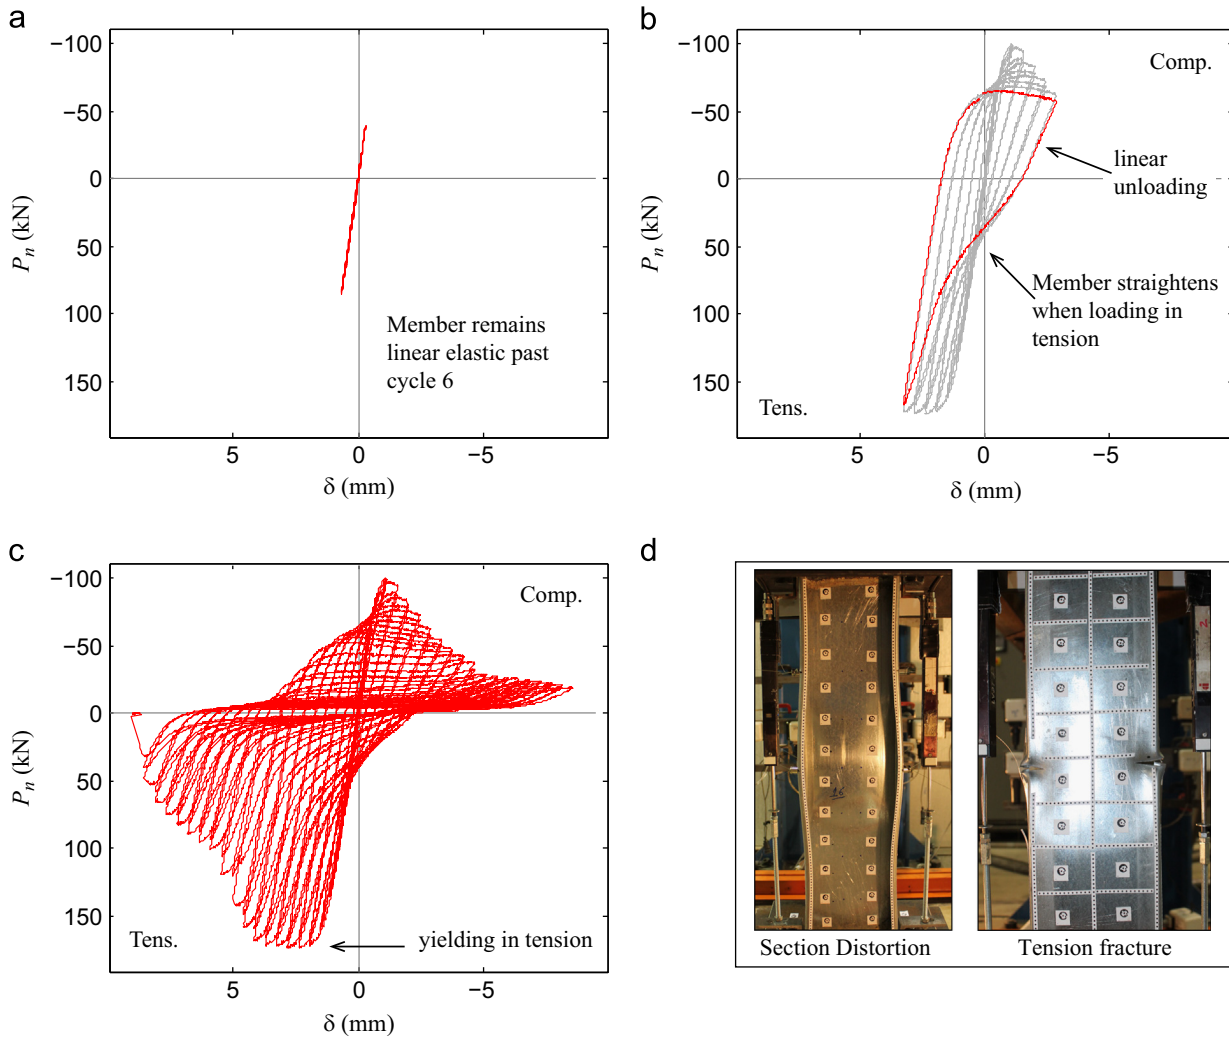 a
−100
−50
0
50
100
150
5
0
−5
Pn (kN)
δ (mm)
Member remains
linear elastic past
cycle 6
b
−100
−50
0
50
100
150
5
0
−5
Pn (kN)
δ (mm)
Comp.
linear
unloading
Member straightens
when loading in
tension
Tens.
c
−100
−50
0
50
100
150
5
0
−5
Pn (kN)
δ (mm)
Comp.
Tens.
yielding in tension
d
Section Distortion
Tension fracture